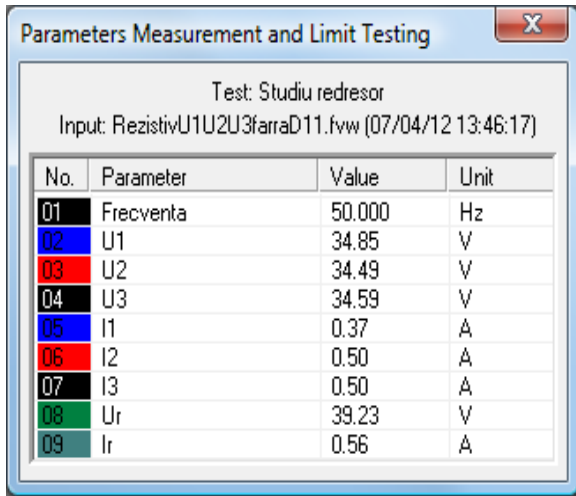 Parameters Measurement and Limit Testing
X
Test: Studiu redresor
Input: RezistivU1U2U3farraD11.fvw (07/04/12 13:46:17)
No. Parameter Value Unit
01 Frecventa 50.000 Hz
02 U1 34.85 V
03 U2 34.49 V
04 U3 34.59 V
05 I1 0.37 A
06 I2 0.50 A
07 I3 0.50 A
08 Ur 39.23 V
09 Ir 0.56 A